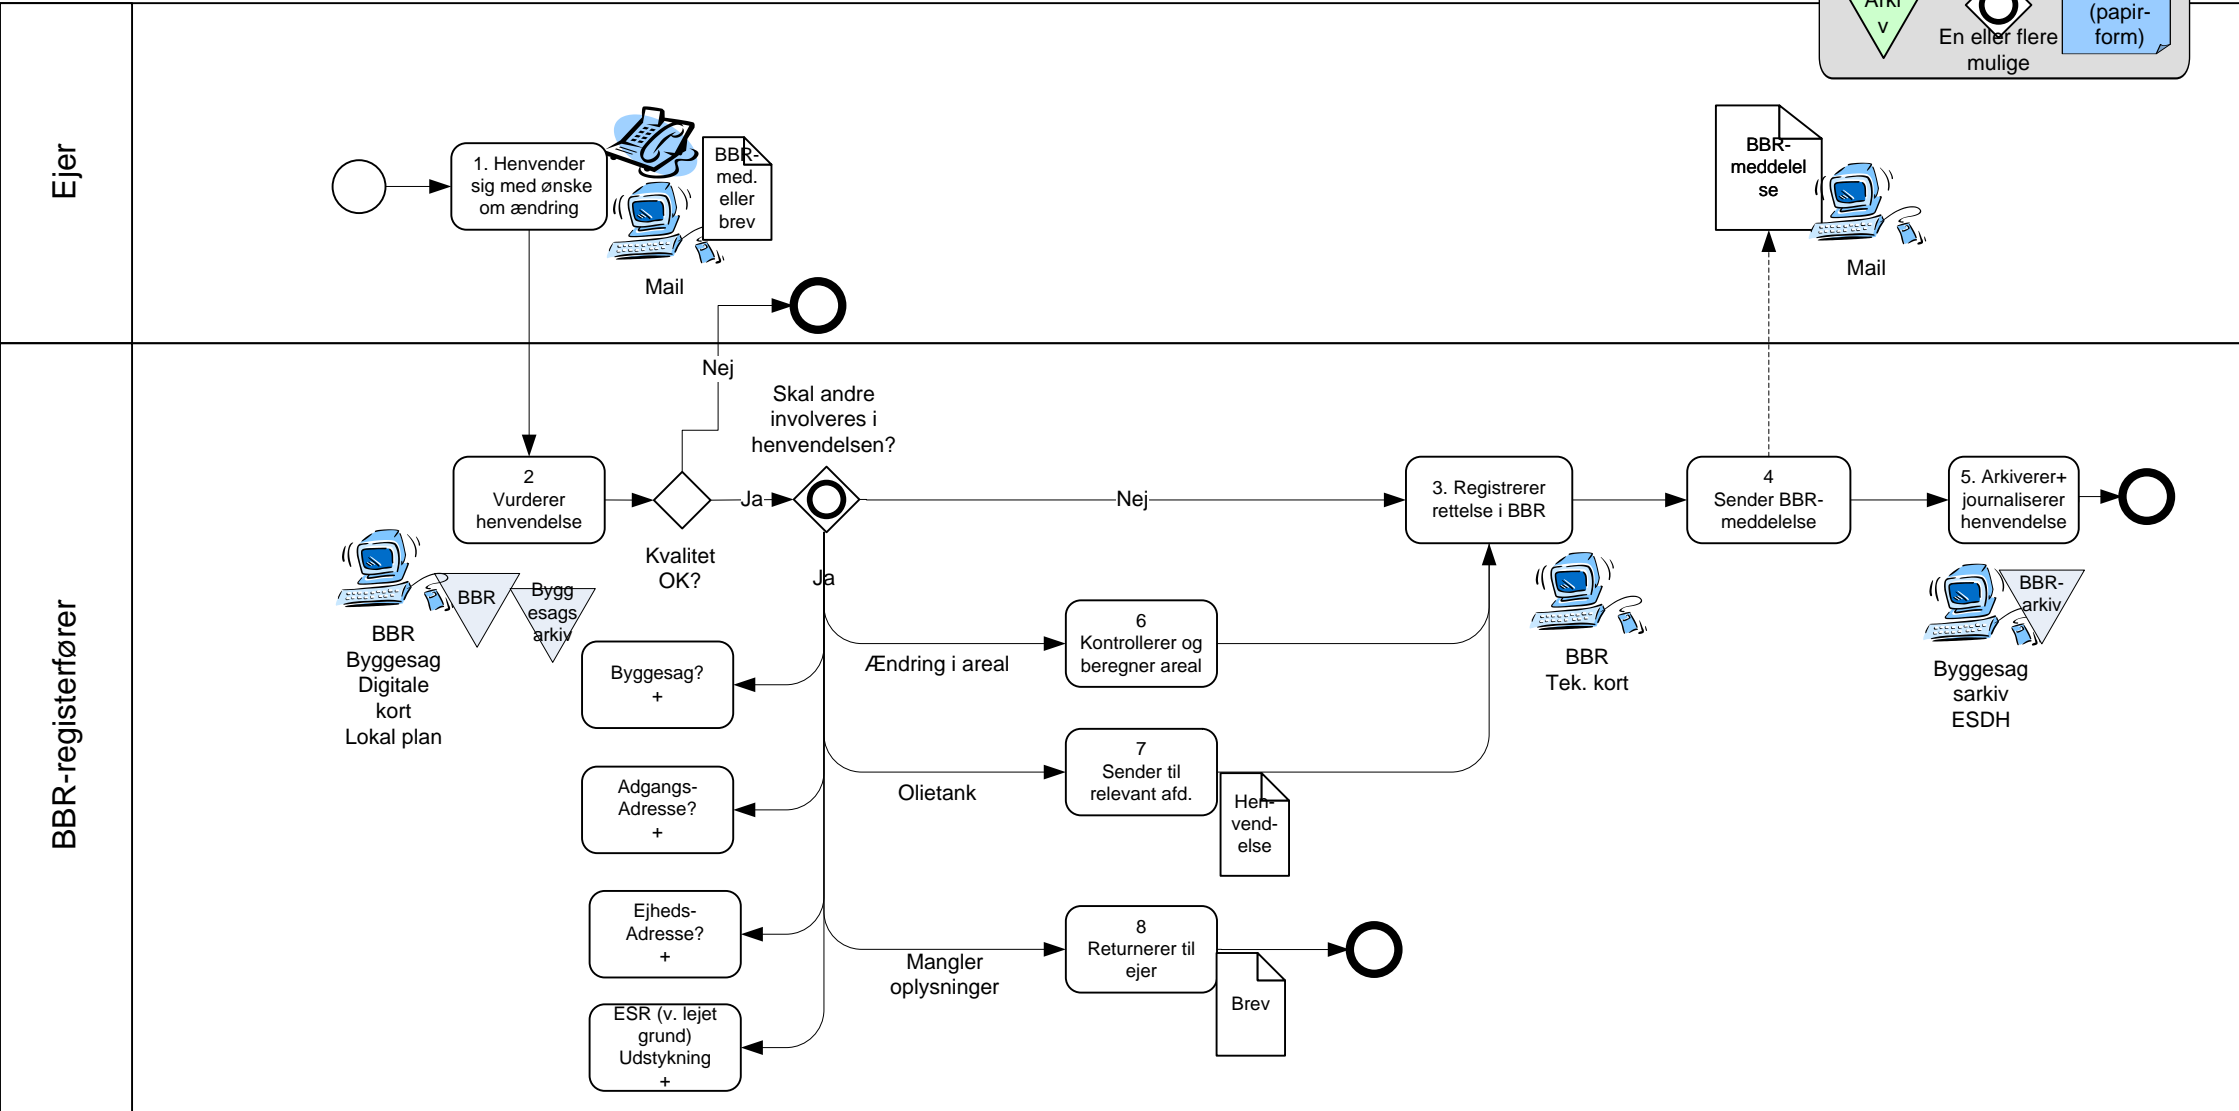 Arki
v
En eller flere
mulige
(papir-
form)
Ejer
1. Henvender
sig med ønske
om ændring
BBR-
med.
eller
brev
Mail
BBR-
meddelel
se
Mail
Nej
Skal andre
involveres i
henvendelsen?
BBR-registerfører
2
Vurderer
henvendelse
Kvalitet
OK?
Ja
Nej
3. Registrerer
rettelse i BBR
4
Sender BBR-
meddelelse
5. Arkiverer+
journaliserer
henvendelse
BBR
Bygg
esags
arkiv
BBR
Byggesag
Digitale
kort
Lokal plan
Ja
Byggesag?
+
Adgangs-
Adresse?
+
Ejheds-
Adresse?
+
ESR (v. lejet
grund)
Udstykning
+
Ændring i areal
6
Kontrollerer og
beregner areal
Olietank
7
Sender til
relevant afd.
Hen-
vend-
else
Mangler
oplysninger
8
Returnerer til
ejer
Brev
BBR
Tek. kort
BBR-
arkiv
Byggesag
sarkiv
ESDH